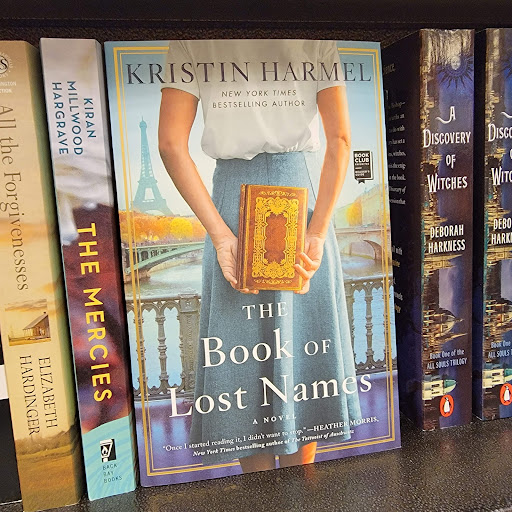 All the Forgivenesses
ELIZABETH
HARDINGER
KIRAN
MILLWOOD
HARGRAVE
THE MERCIES
BACK
BAY
BOOKS
KRISTIN HARMEL
NEW YORK TIMES
BESTSELLING AUTHOR
BOOK
CLUB
THE
BOOK OF
LOST NAMES
A NOVEL
"Once I started reading it, I didn't want to stop."—HEATHER MORRIS,
New York Times bestselling author of The Tattooist of Auschwitz
A
DISCOVERY
OF
WITCHES
DEBORAH
HARKNESS
Book One of the
ALL SOULS TRILOGY